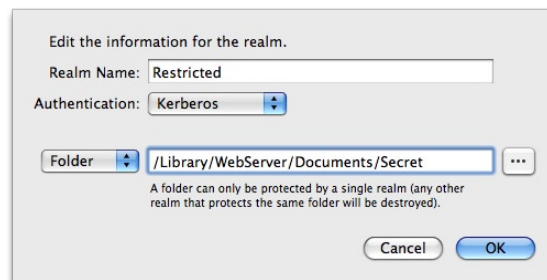 Edit the information for the realm.
Realm Name: Restricted
Authentication: Kerberos
Folder /Library/WebServer/Documents/Secret ...
A folder can only be protected by a single realm (any other
realm that protects the same folder will be destroyed).
Cancel OK